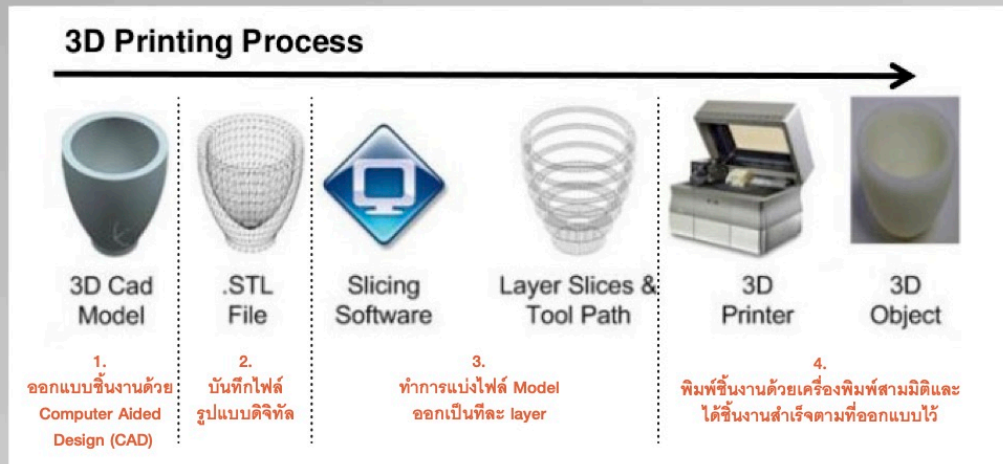 3D Printing Process
3D Cad
Model
.STL
File
Slicing
Software
Layer Slices &
Tool Path
3D
Printer
3D
Object
1.
ออกแบบชิ้นงานด้วย
Computer Aided
Design (CAD)
2.
บันทึกไฟล์
รูปแบบดิจิทัล
3.
ทำการแบ่งไฟล์ Model
ออกเป็นทีละ layer
4.
พิมพ์ชิ้นงานด้วยเครื่องพิมพ์สามมิติและ
ได้ชิ้นงานสำเร็จตามที่ออกแบบไว้